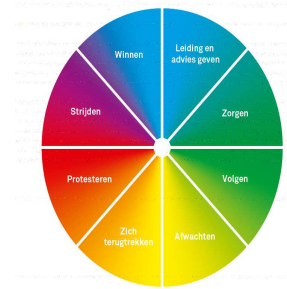 Winnen
Leiding en
advies geven
Strijden
Zorgen
Protesteren
Volgen
Zich
terugtrekken
Afwachten